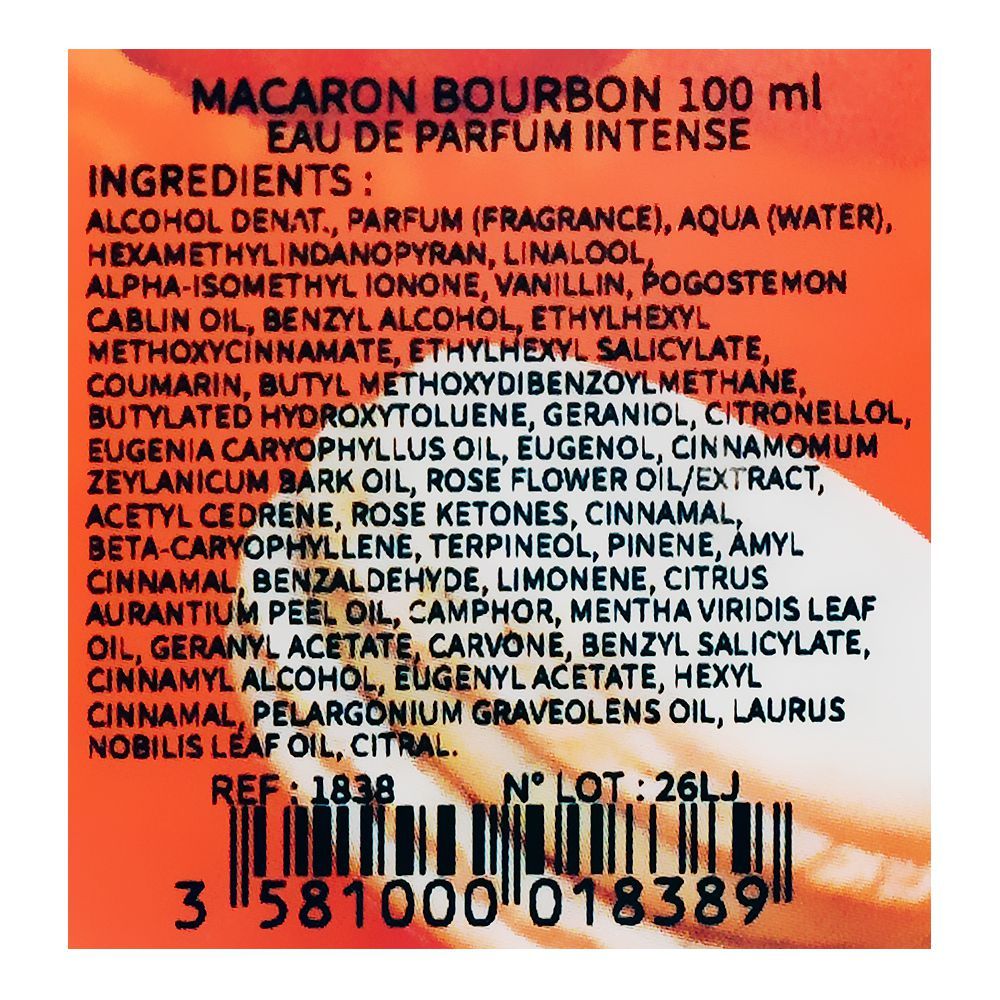 MACARON BOURBON 100 ml
EAU DE PARFUM INTENSE
INGREDIENTS :
ALCOHOL DENAT., PARFUM (FRAGRANCE), AQUA (WATER),
HEXAMETHYLINDANOPYRAN, LINALOOL,
ALPHA-ISOMETHYL IONONE, VANILLIN, POGOSTEMON
CABLIN OIL, BENZYL ALCOHOL, ETHYLHEXYL
METHOXYCINNAMATE, ETHYLHEXYL SALICYLATE,
COUMARIN, BUTYL METHOXYDIBENZOYLMETHANE,
BUTYLATED HYDROXYTOLUENE, GERANIOL, CITRONELLOL,
EUGENIA CARYOPHYLLUS OIL, EUGENOL, CINNAMOMUM
ZEYLANICUM BARK OIL, ROSE FLOWER OIL/EXTRACT,
ACETYL CEDRENE, ROSE KETONES, CINNAMAL,
BETA-CARYOPHYLLENE, TERPINEOL, PINENE, AMYL
CINNAMAL, BENZALDEHYDE, LIMONENE, CITRUS
AURANTIUM PEEL OIL, CAMPHOR, MENTHA VIRIDIS LEAF
OIL, GERANYL ACETATE, CARVONE, BENZYL SALICYLATE,
CINNAMYL ALCOHOL, EUGENYL ACETATE, HEXYL
CINNAMAL, PELARGONIUM GRAVEOLENS OIL, LAURUS
NOBILIS LEAF OIL, CITRAL.
REF : 1838 N° LOT : 26LJ
3 581000 018389